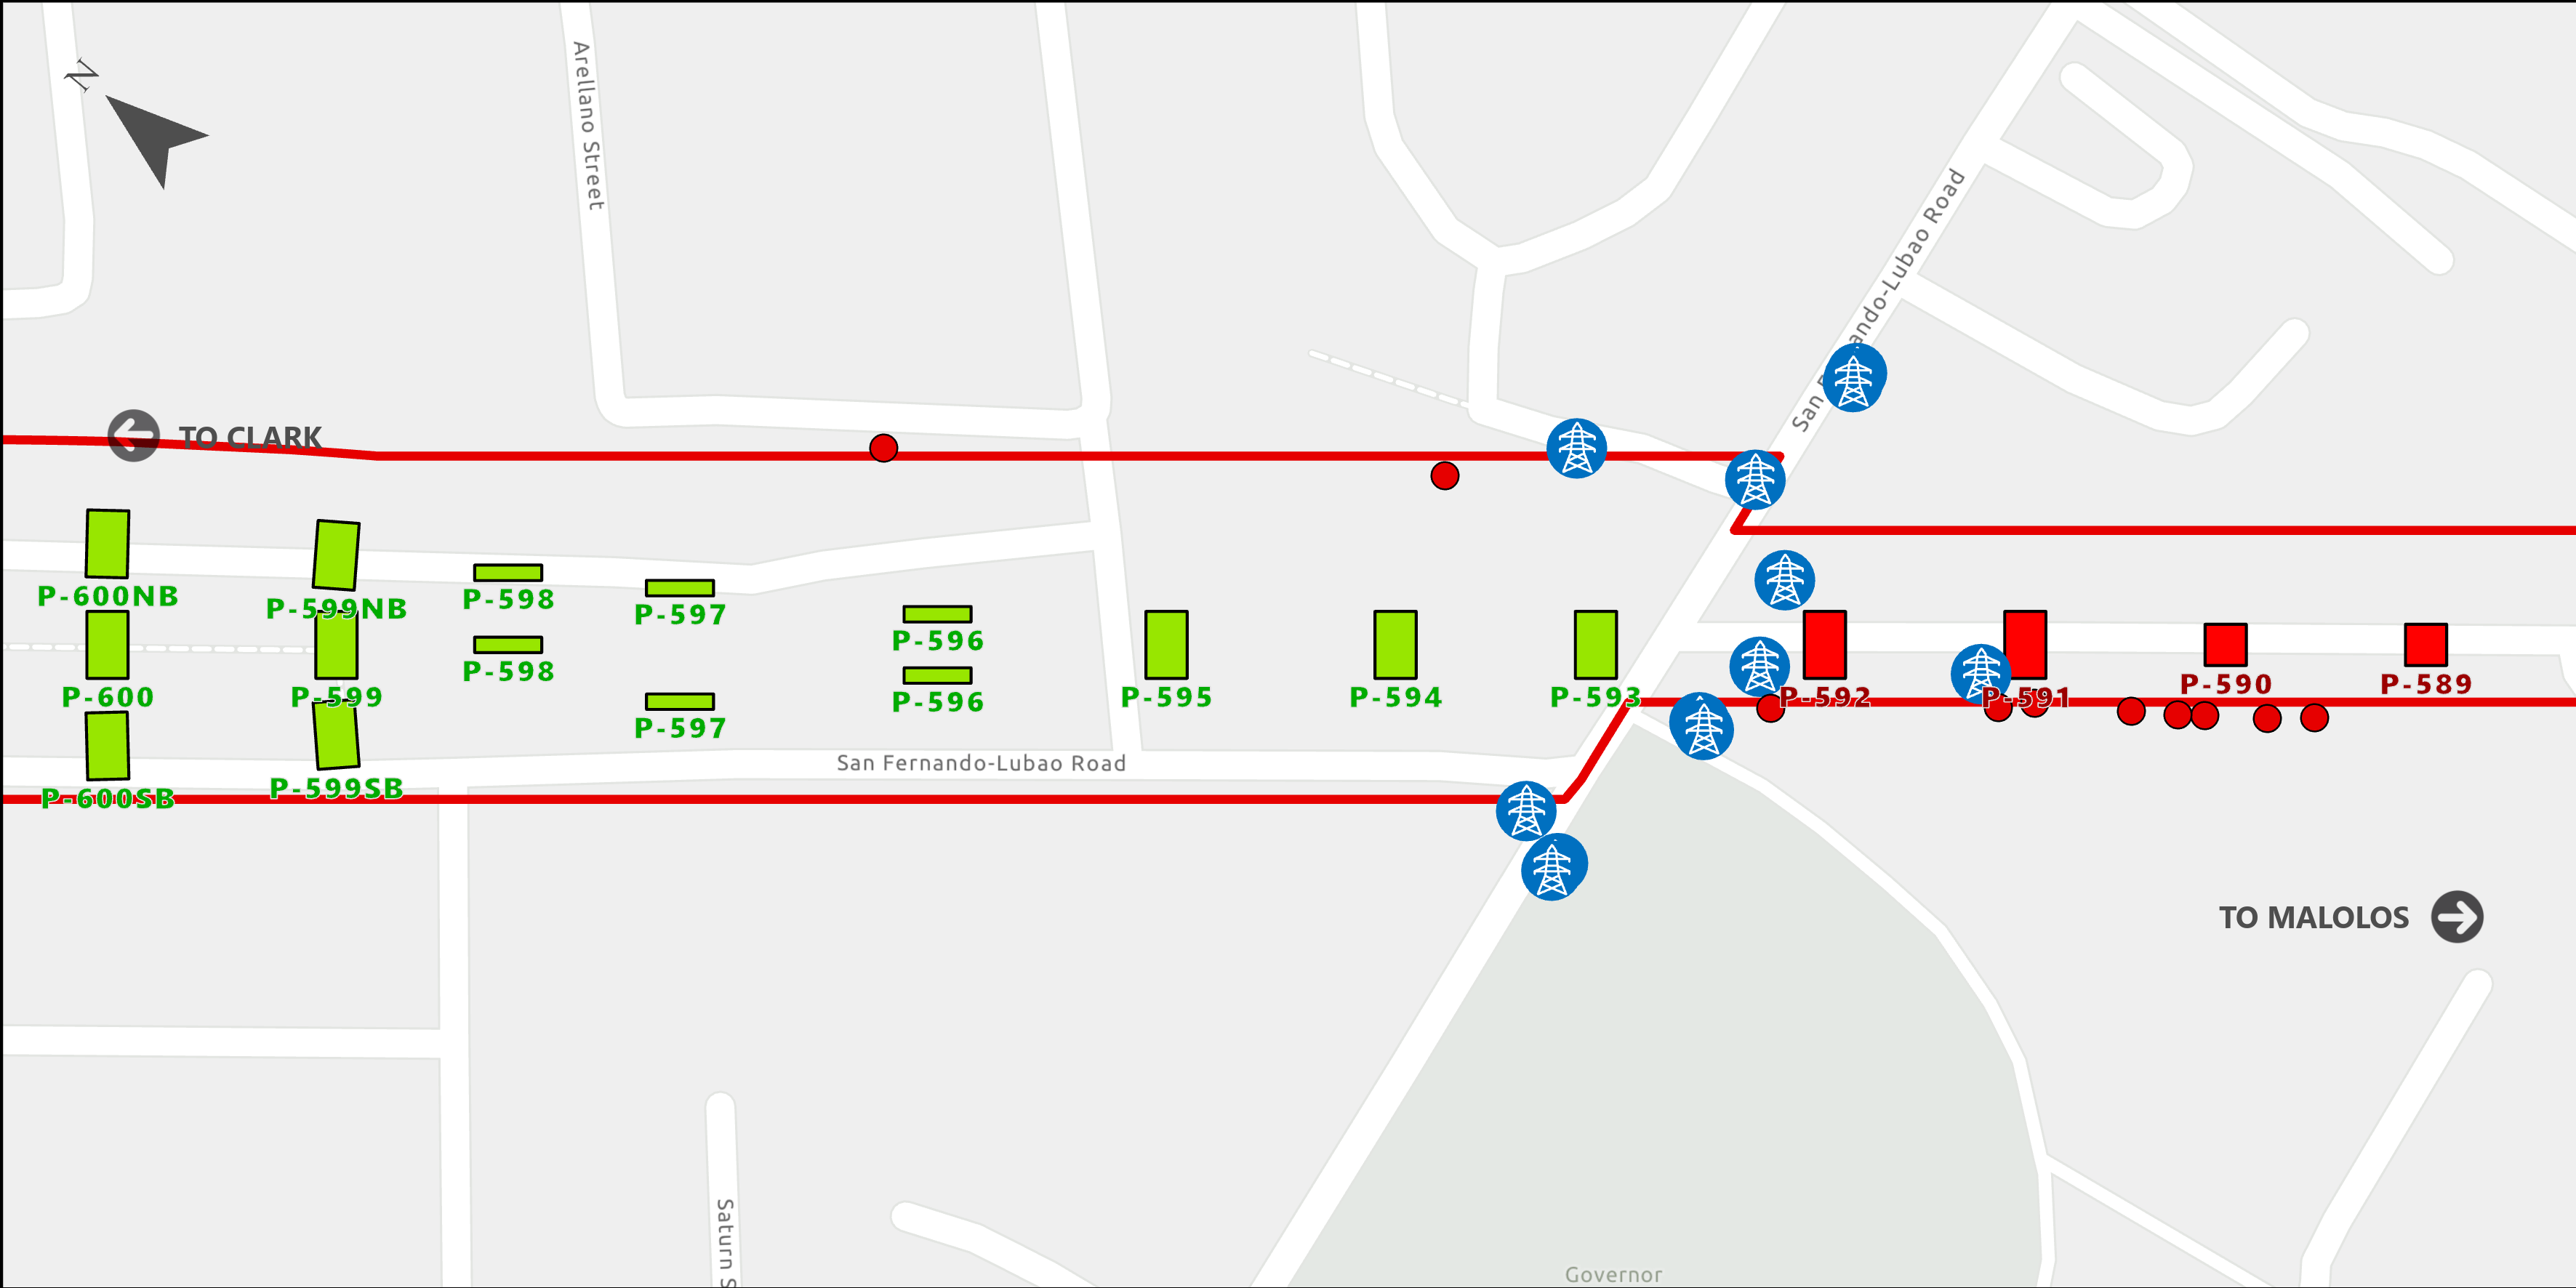 N
Arellano Street
San Fernando-Lubao Road
TO CLARK
P-600NB
P-599NB
P-598
P-597
P-596
P-600
P-599
P-598
P-597
P-596
P-595
P-594
P-593
P-592
P-591
P-590
P-589
San Fernando-Lubao Road
P-600SB
P-599SB
TO MALOLOS
Saturn S
Governor